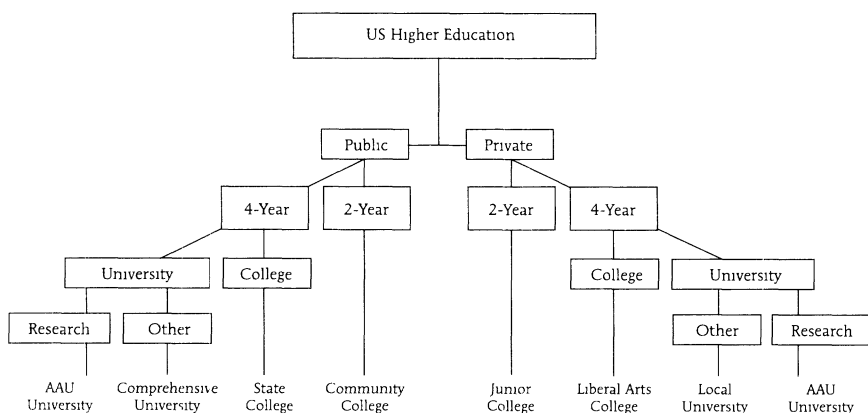 US Higher Education
Public Private
4-Year 2-Year 2-Year 4-Year
University College College University
Research Other Other Research
AAU Comprehensive State Community Junior Liberal Arts Local AAU
University University College College College College University University